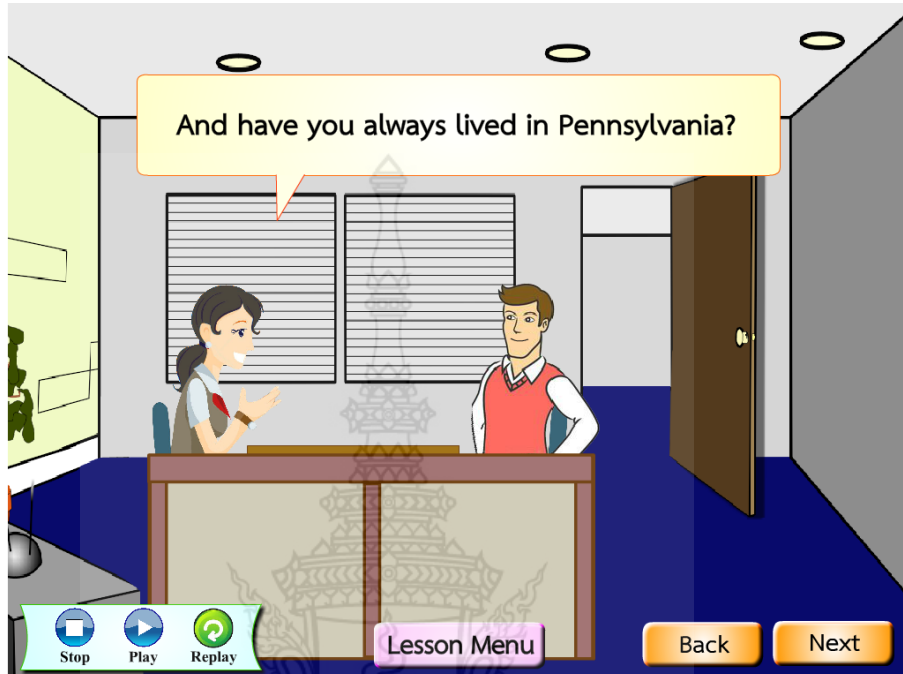 And have you always lived in Pennsylvania?
Stop Play Replay
Lesson Menu
Back
Next